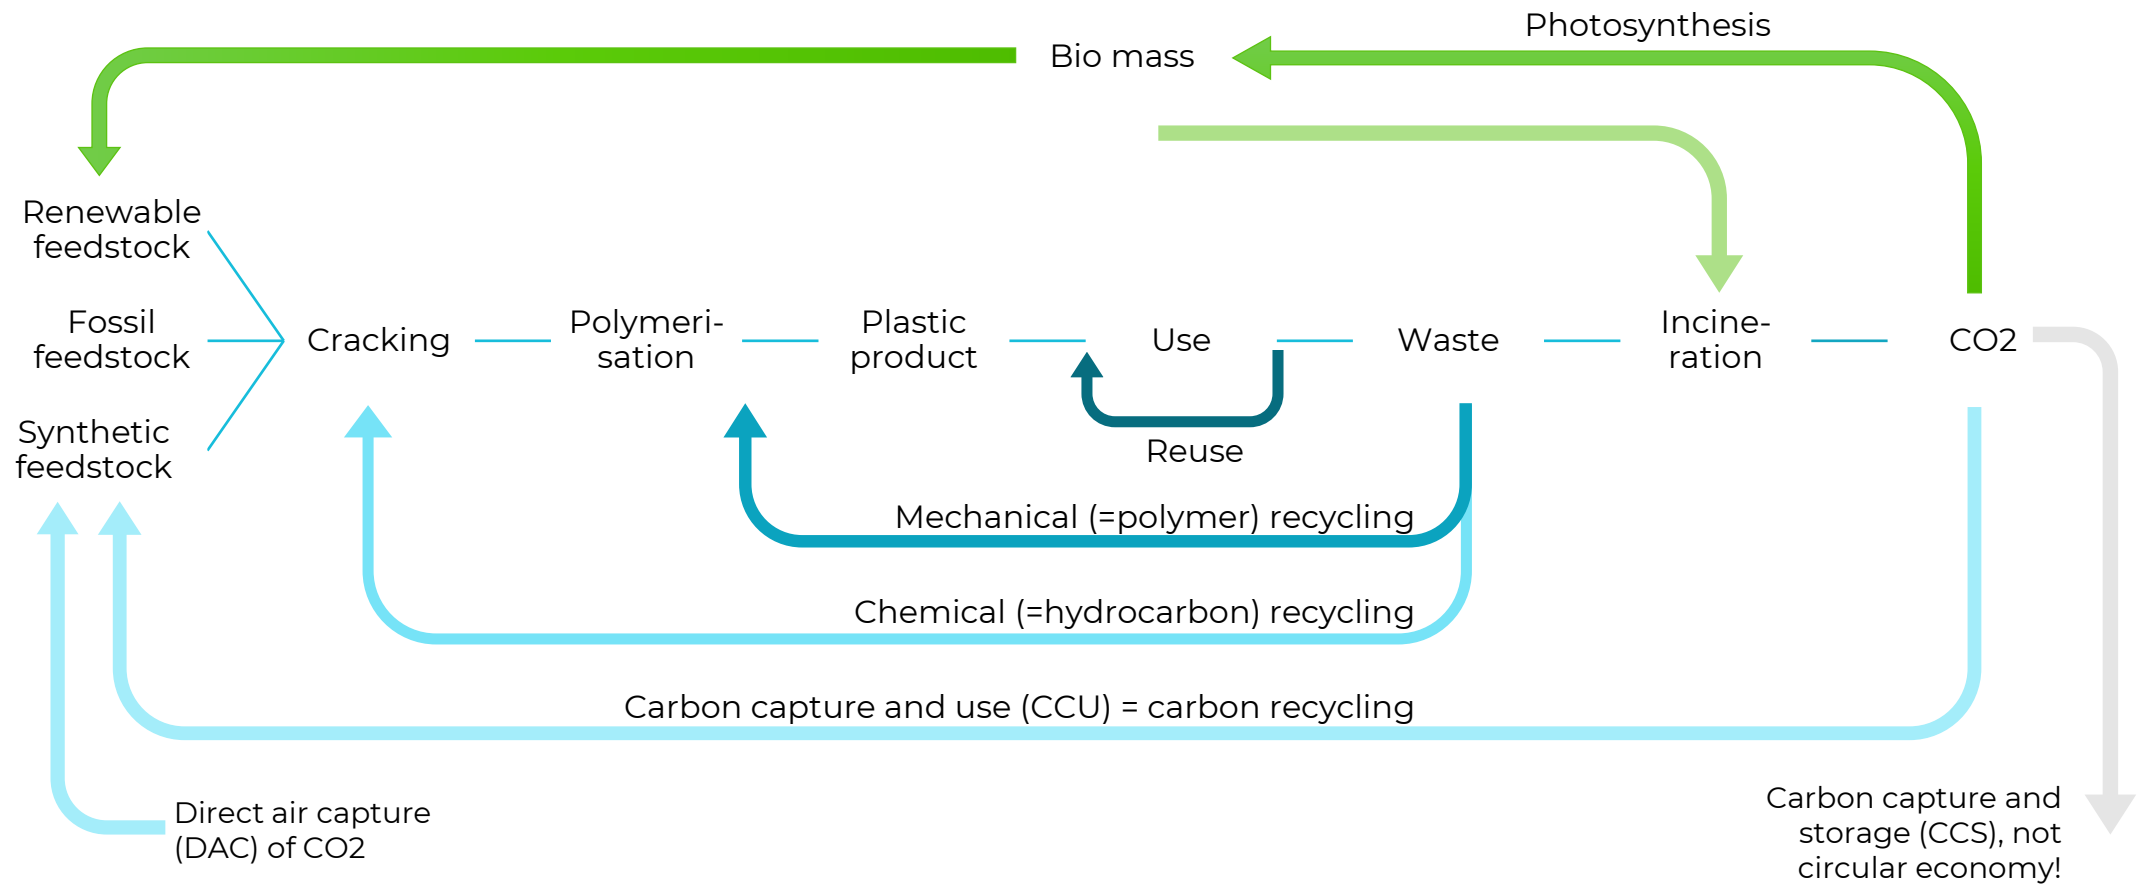 Photosynthesis
Bio mass
Renewable
feedstock
Fossil
feedstock
Synthetic
feedstock
Cracking
Polymeri-
sation
Plastic
product
Use
Waste
Incine-
ration
CO2
Reuse
Mechanical (=polymer) recycling
Chemical (=hydrocarbon) recycling
Carbon capture and use (CCU) = carbon recycling
Direct air capture
(DAC) of CO2
Carbon capture and
storage (CCS), not
circular economy!